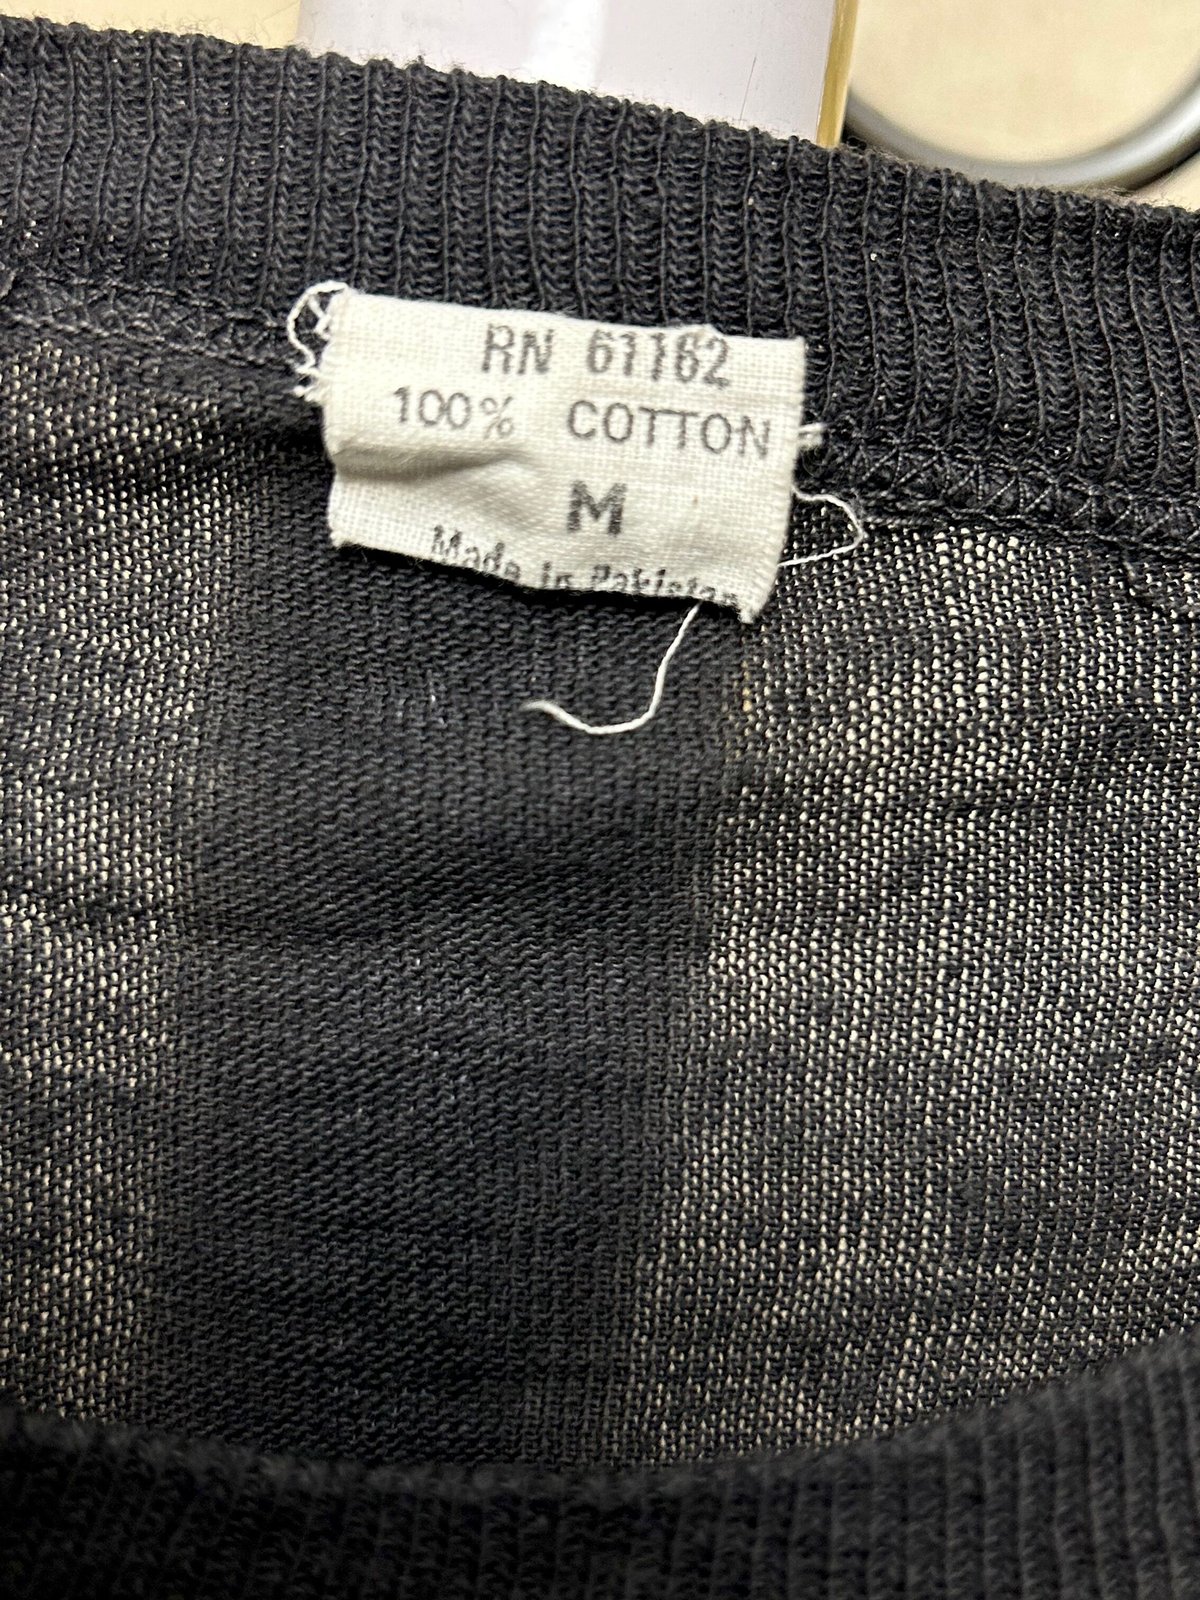 RN 61162
100% COTTON
M
Made in Pakistan